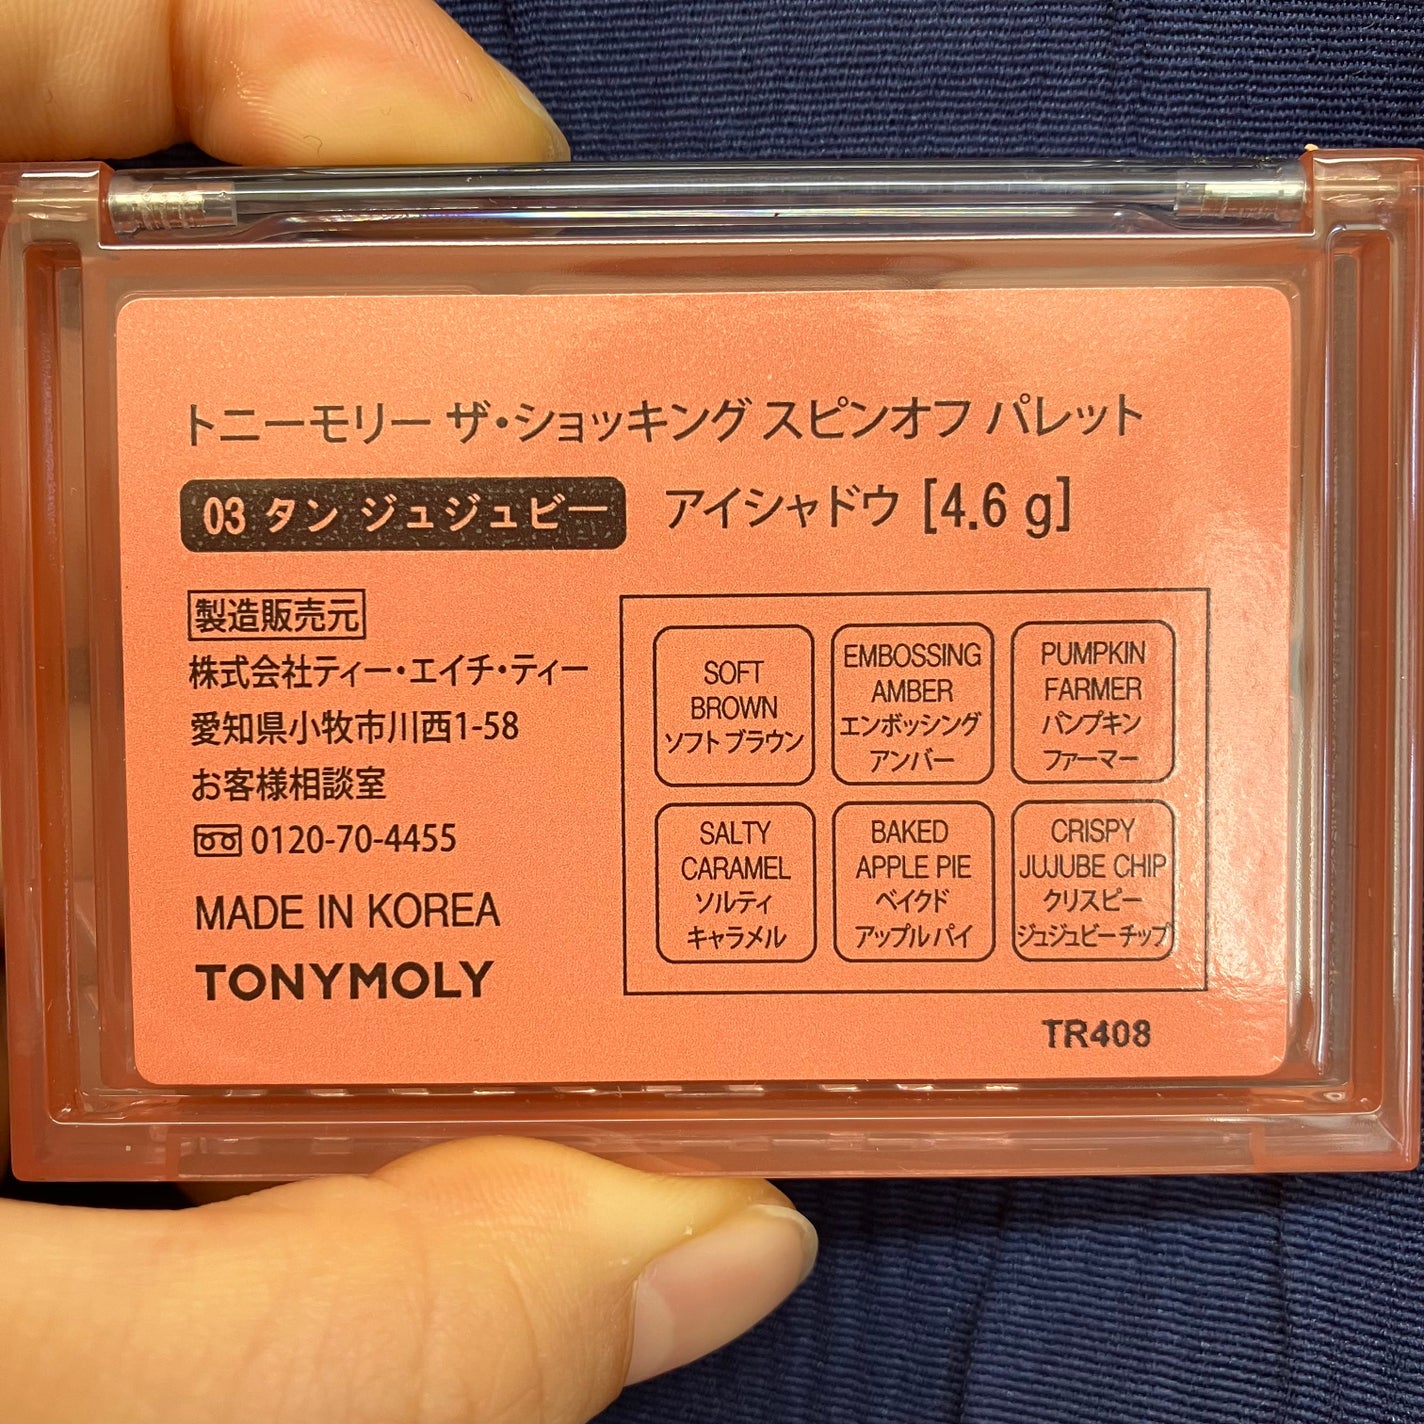 トニーモリー ザ・ショッキング スピンオフ パレット
03 タン ジュジュビー アイシャドウ [4.6 g]
製造販売元
株式会社ティー・エイチ・ティー
愛知県小牧市川西1-58
お客様相談室
0120-70-4455
MADE IN KOREA
TONYMOLY
SOFT
BROWN
ソフト ブラウン
EMBOSSING
AMBER
エンボッシング
アンバー
PUMPKIN
FARMER
パンプキン
ファーマー
SALTY
CARAMEL
ソルティ
キャラメル
BAKED
APPLE PIE
ベイクド
アップル パイ
CRISPY
JUJUBE CHIP
クリスピー
ジュジュビー チップ
TR408